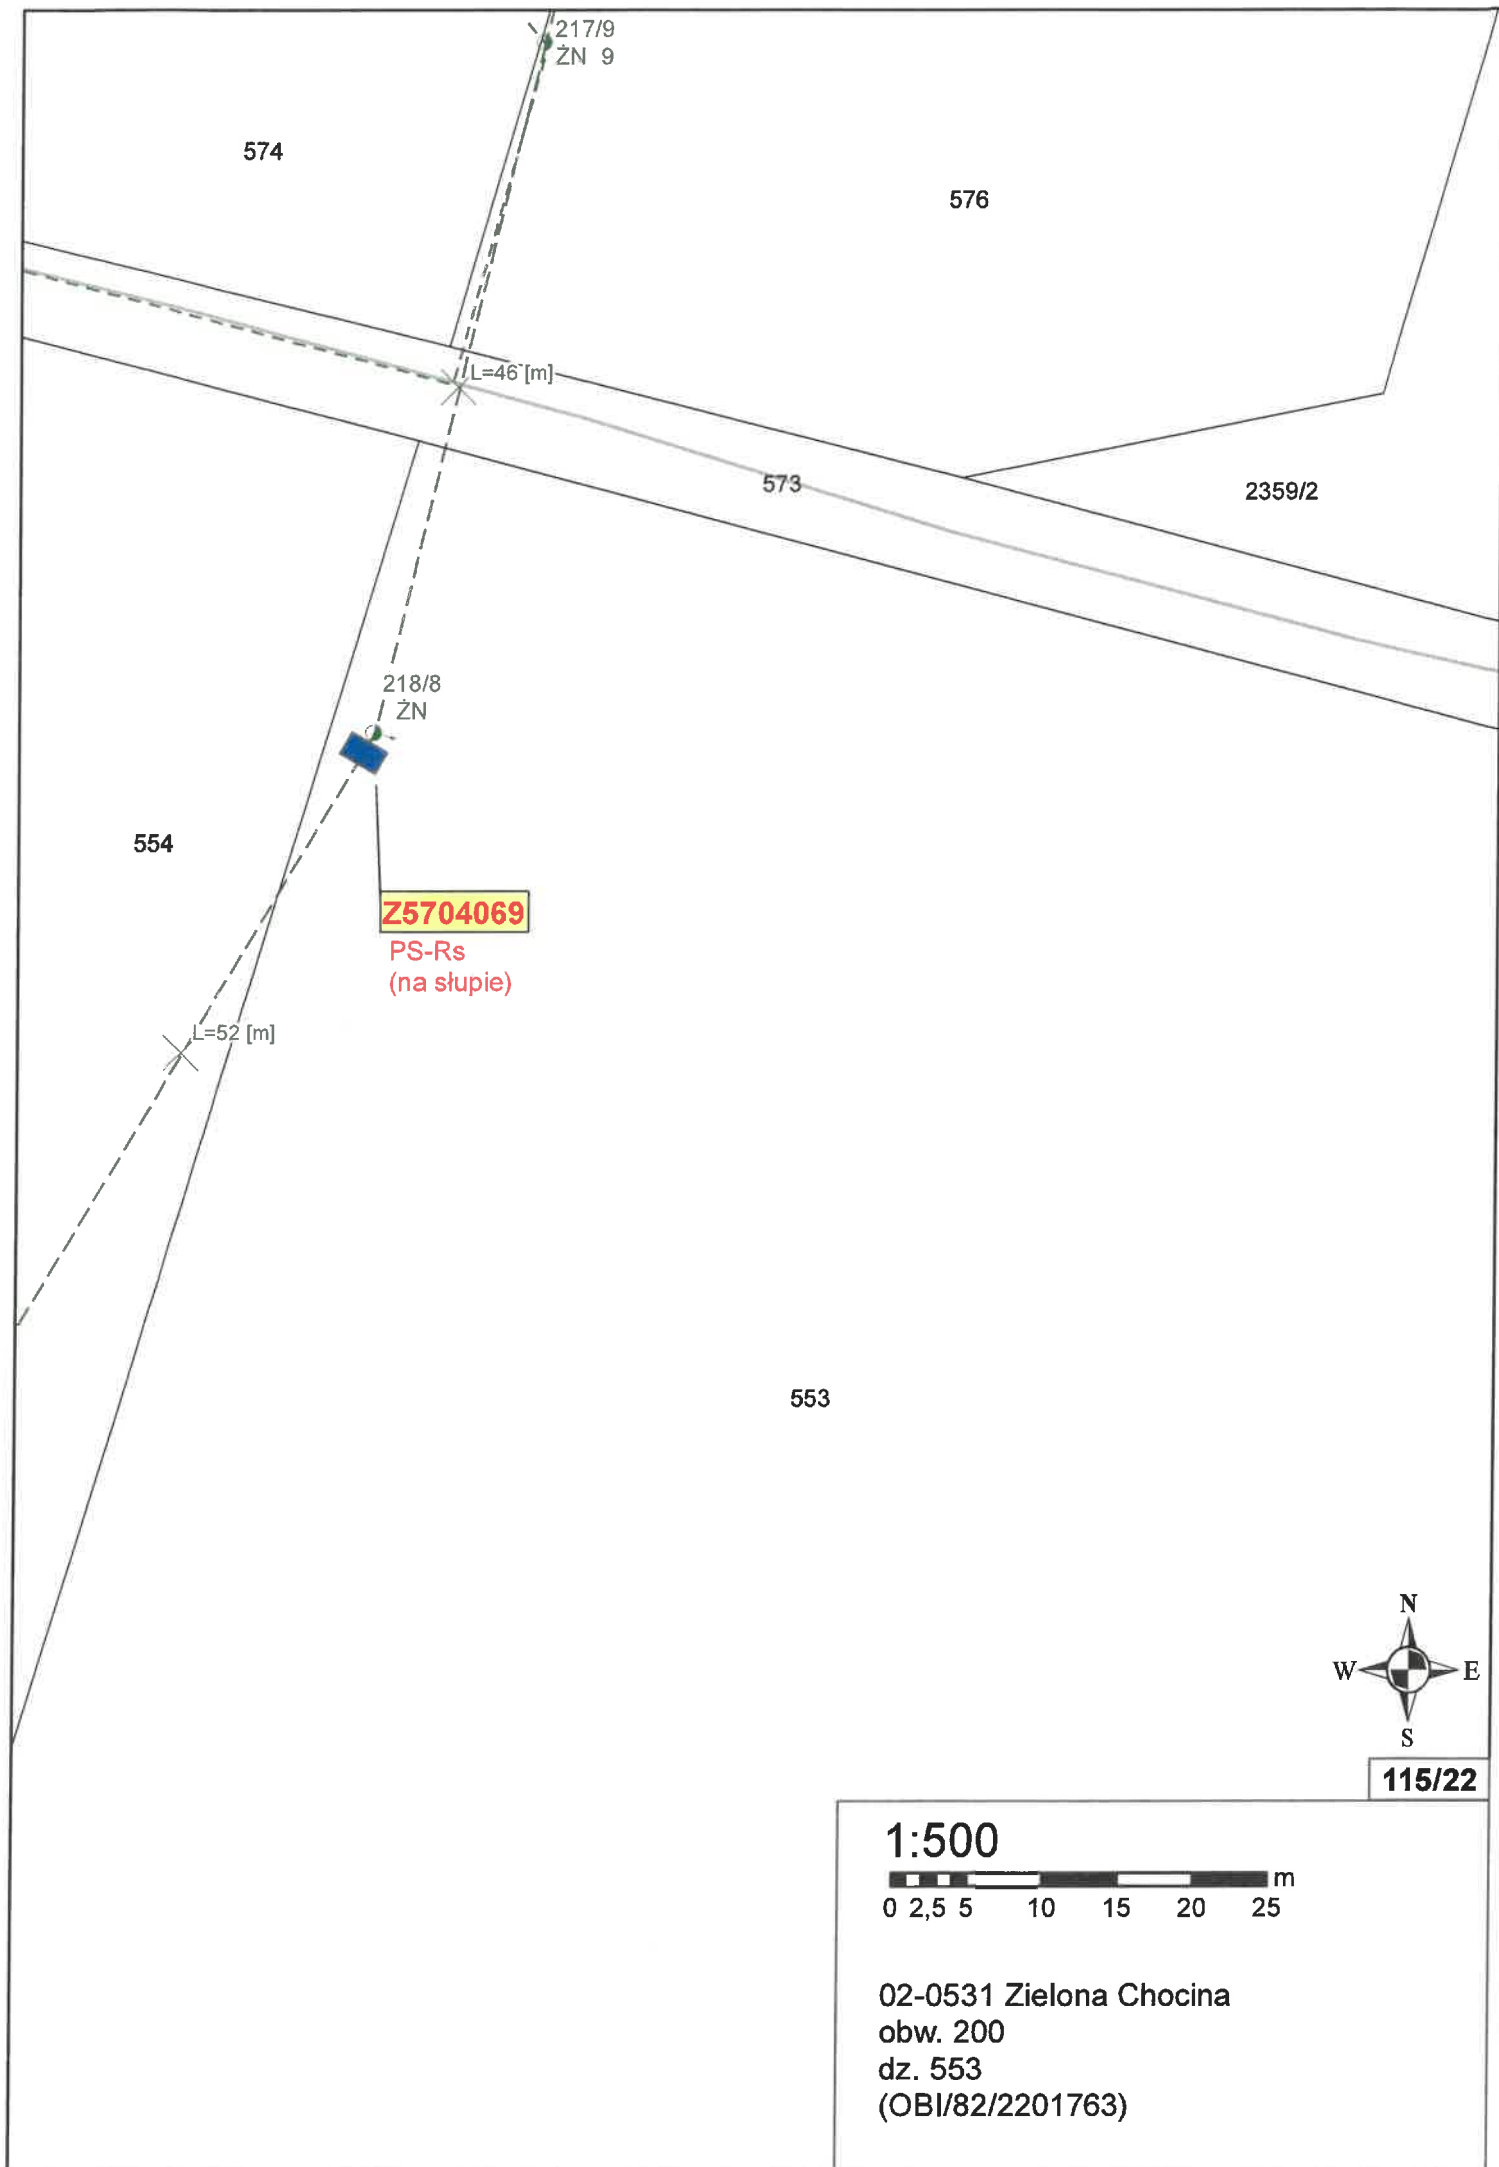 217/9
ŻN 9
574
576
L=46 [m]
573
2359/2
218/8
ŻN
554
Z5704069
PS-Rs
(na słupie)
L=52 [m]
553
N
W E
S
115/22
1:500
m
0 2,5 5 10 15 20 25
02-0531 Zielona Chocina
obw. 200
dz. 553
(OBI/82/2201763)